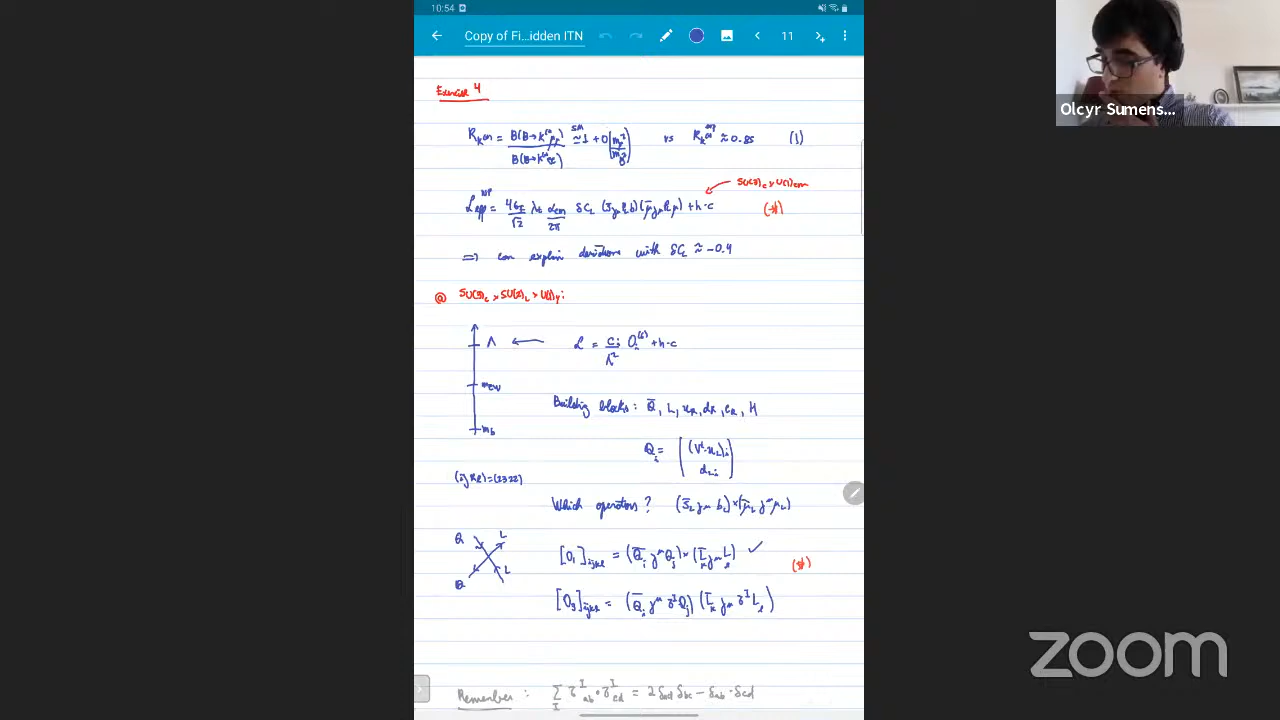 10:54
Copy of Fi...idden ITN
11
Olcyr Sumens...
Exercise 4
R_K(*) = B(B→K(*)μμ) / B(B→K(*)ee) ≃^SM 1 + O(m_μ²/m_b²) vs R_K(*)^exp ≈ 0.85 (1)
SU(3)_c × U(1)_em
L_eff^NP = 4G_F/√2 λ_t α_em/2π δC_L (s̄γ_μ P_L b)(μ̄γ^μ P_L μ) + h.c (*)
⟹ can explain deviations with δC_L ≈ -0.4
@ SU(3)_c × SU(2)_L × U(1)_Y :
Λ ← L = C_i/Λ² O_i^(6) + h.c
m_EW
Building blocks : Q̄, L, u_R, d_R, e_R, H
m_b
Q_i = ( (V†·u_L)_i
d_Li )
(ijkl)=(2322)
Which operators? (s̄_L γ^μ b_L) × (μ̄_L γ^μ μ_L)
Q L
Q L
[O_1]_ijkl = (Q̄_i γ^μ Q_j) × (L̄_k γ_μ L_l) ✓
(*)
[O_3]_ijkl = (Q̄_i γ^μ τ^I Q_j) (L̄_k γ_μ τ^I L_l)
Remember : Σ_I τ^I_ab · τ^I_cd = 2 δ_ad δ_bc - δ_ab · δ_cd
zoom